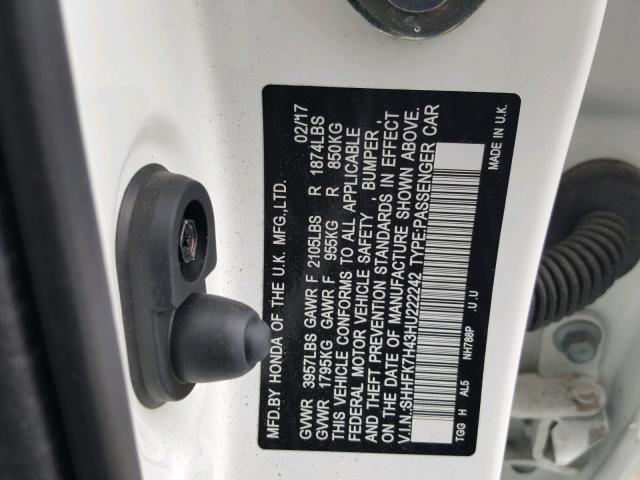 MFD.BY HONDA OF THE U.K. MFG.,LTD. 02/'17
GVWR 3957LBS GAWR F 2105LBS R 1874LBS
GVWR 1795KG GAWR F 955KG R 850KG
THIS VEHICLE CONFORMS TO ALL APPLICABLE
FEDERAL MOTOR VEHICLE SAFETY , BUMPER ,
AND THEFT PREVENTION STANDARDS IN EFFECT
ON THE DATE OF MANUFACTURE SHOWN ABOVE.
V.I.N.:SHHFK7H43HU222242 TYPE:PASSENGER CAR
TGG H AL5 NH788P .U.U MADE IN U.K.